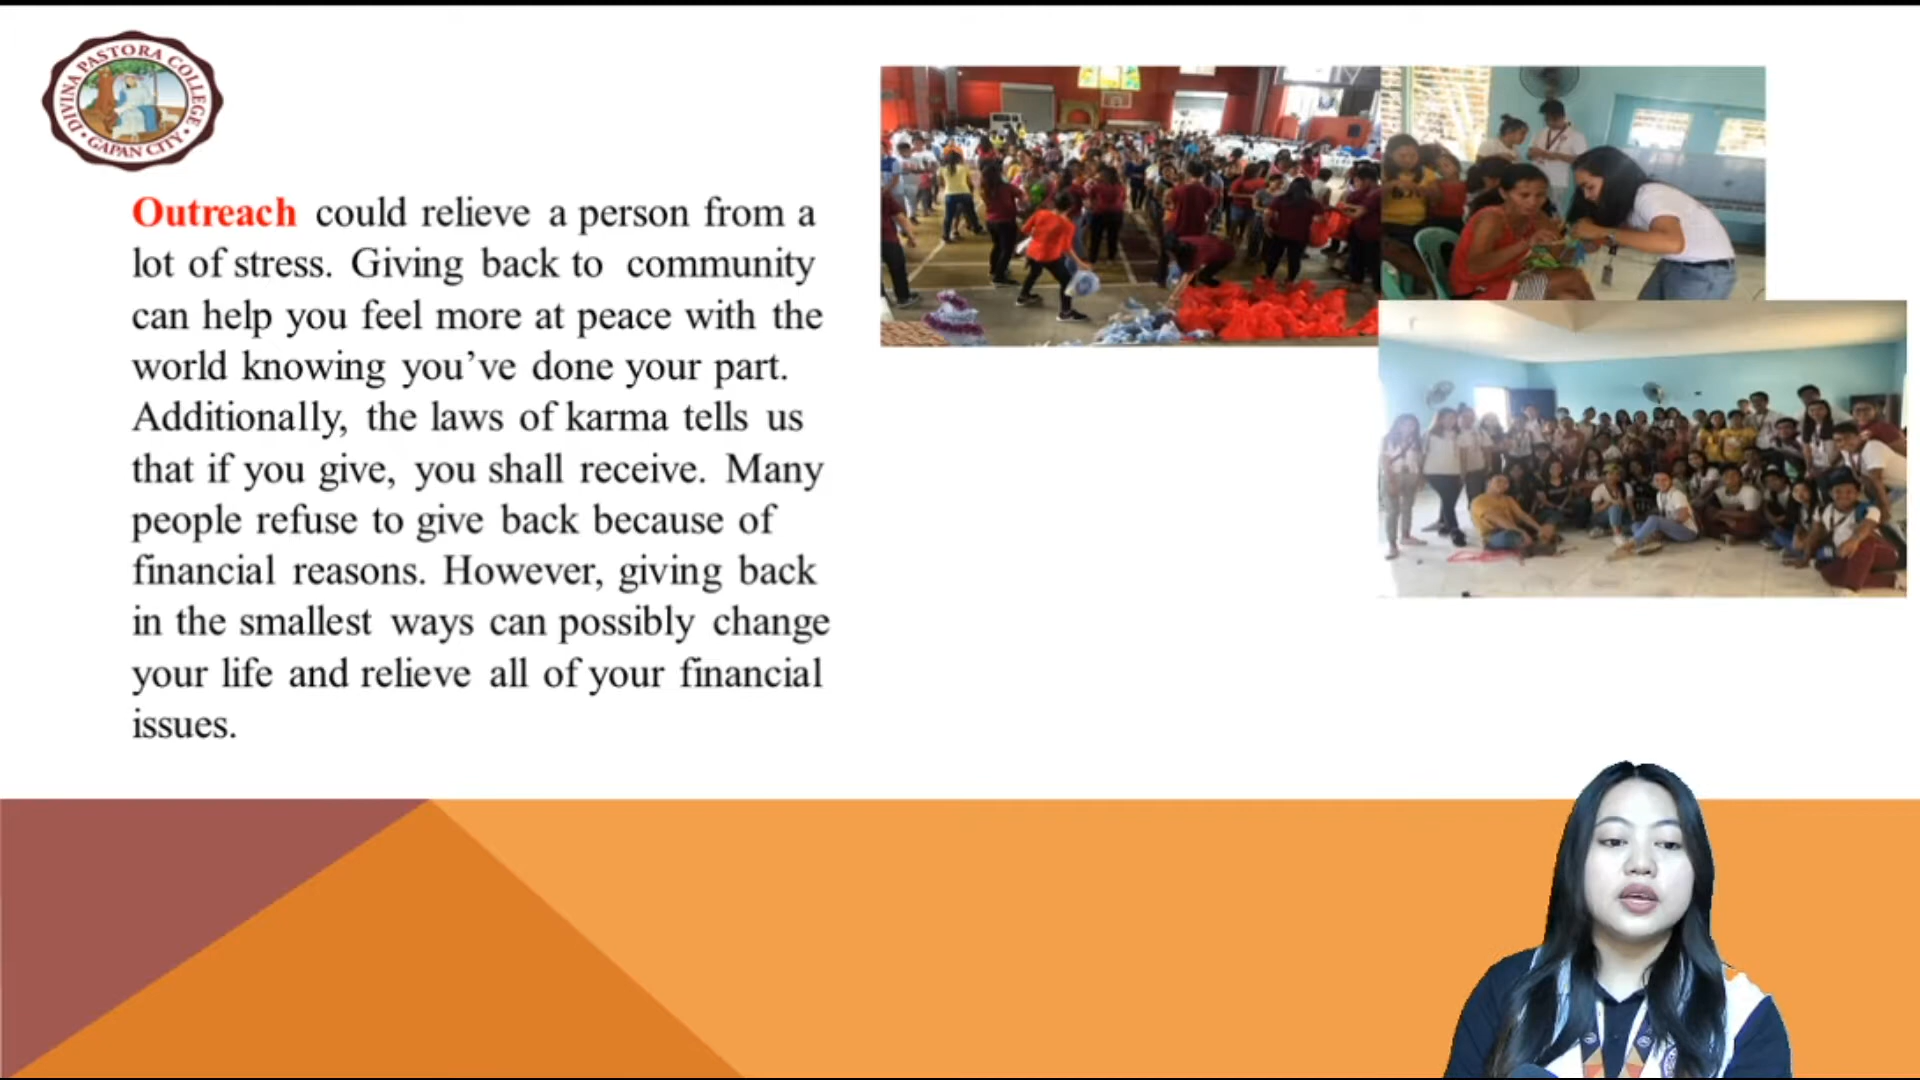 DIVINA PASTORA COLLEGE
GAPAN CITY
Outreach could relieve a person from a
lot of stress. Giving back to community
can help you feel more at peace with the
world knowing you’ve done your part.
Additionally, the laws of karma tells us
that if you give, you shall receive. Many
people refuse to give back because of
financial reasons. However, giving back
in the smallest ways can possibly change
your life and relieve all of your financial
issues.